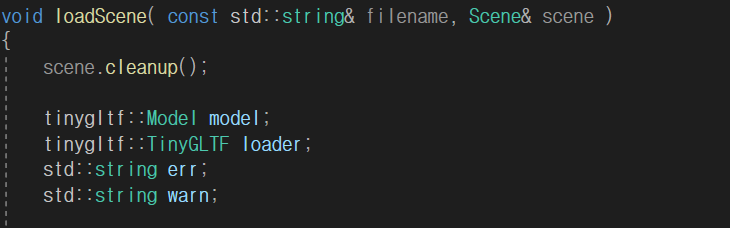 void loadScene( const std::string& filename, Scene& scene )
{
scene.cleanup();
tinygltf::Model model;
tinygltf::TinyGLTF loader;
std::string err;
std::string warn;